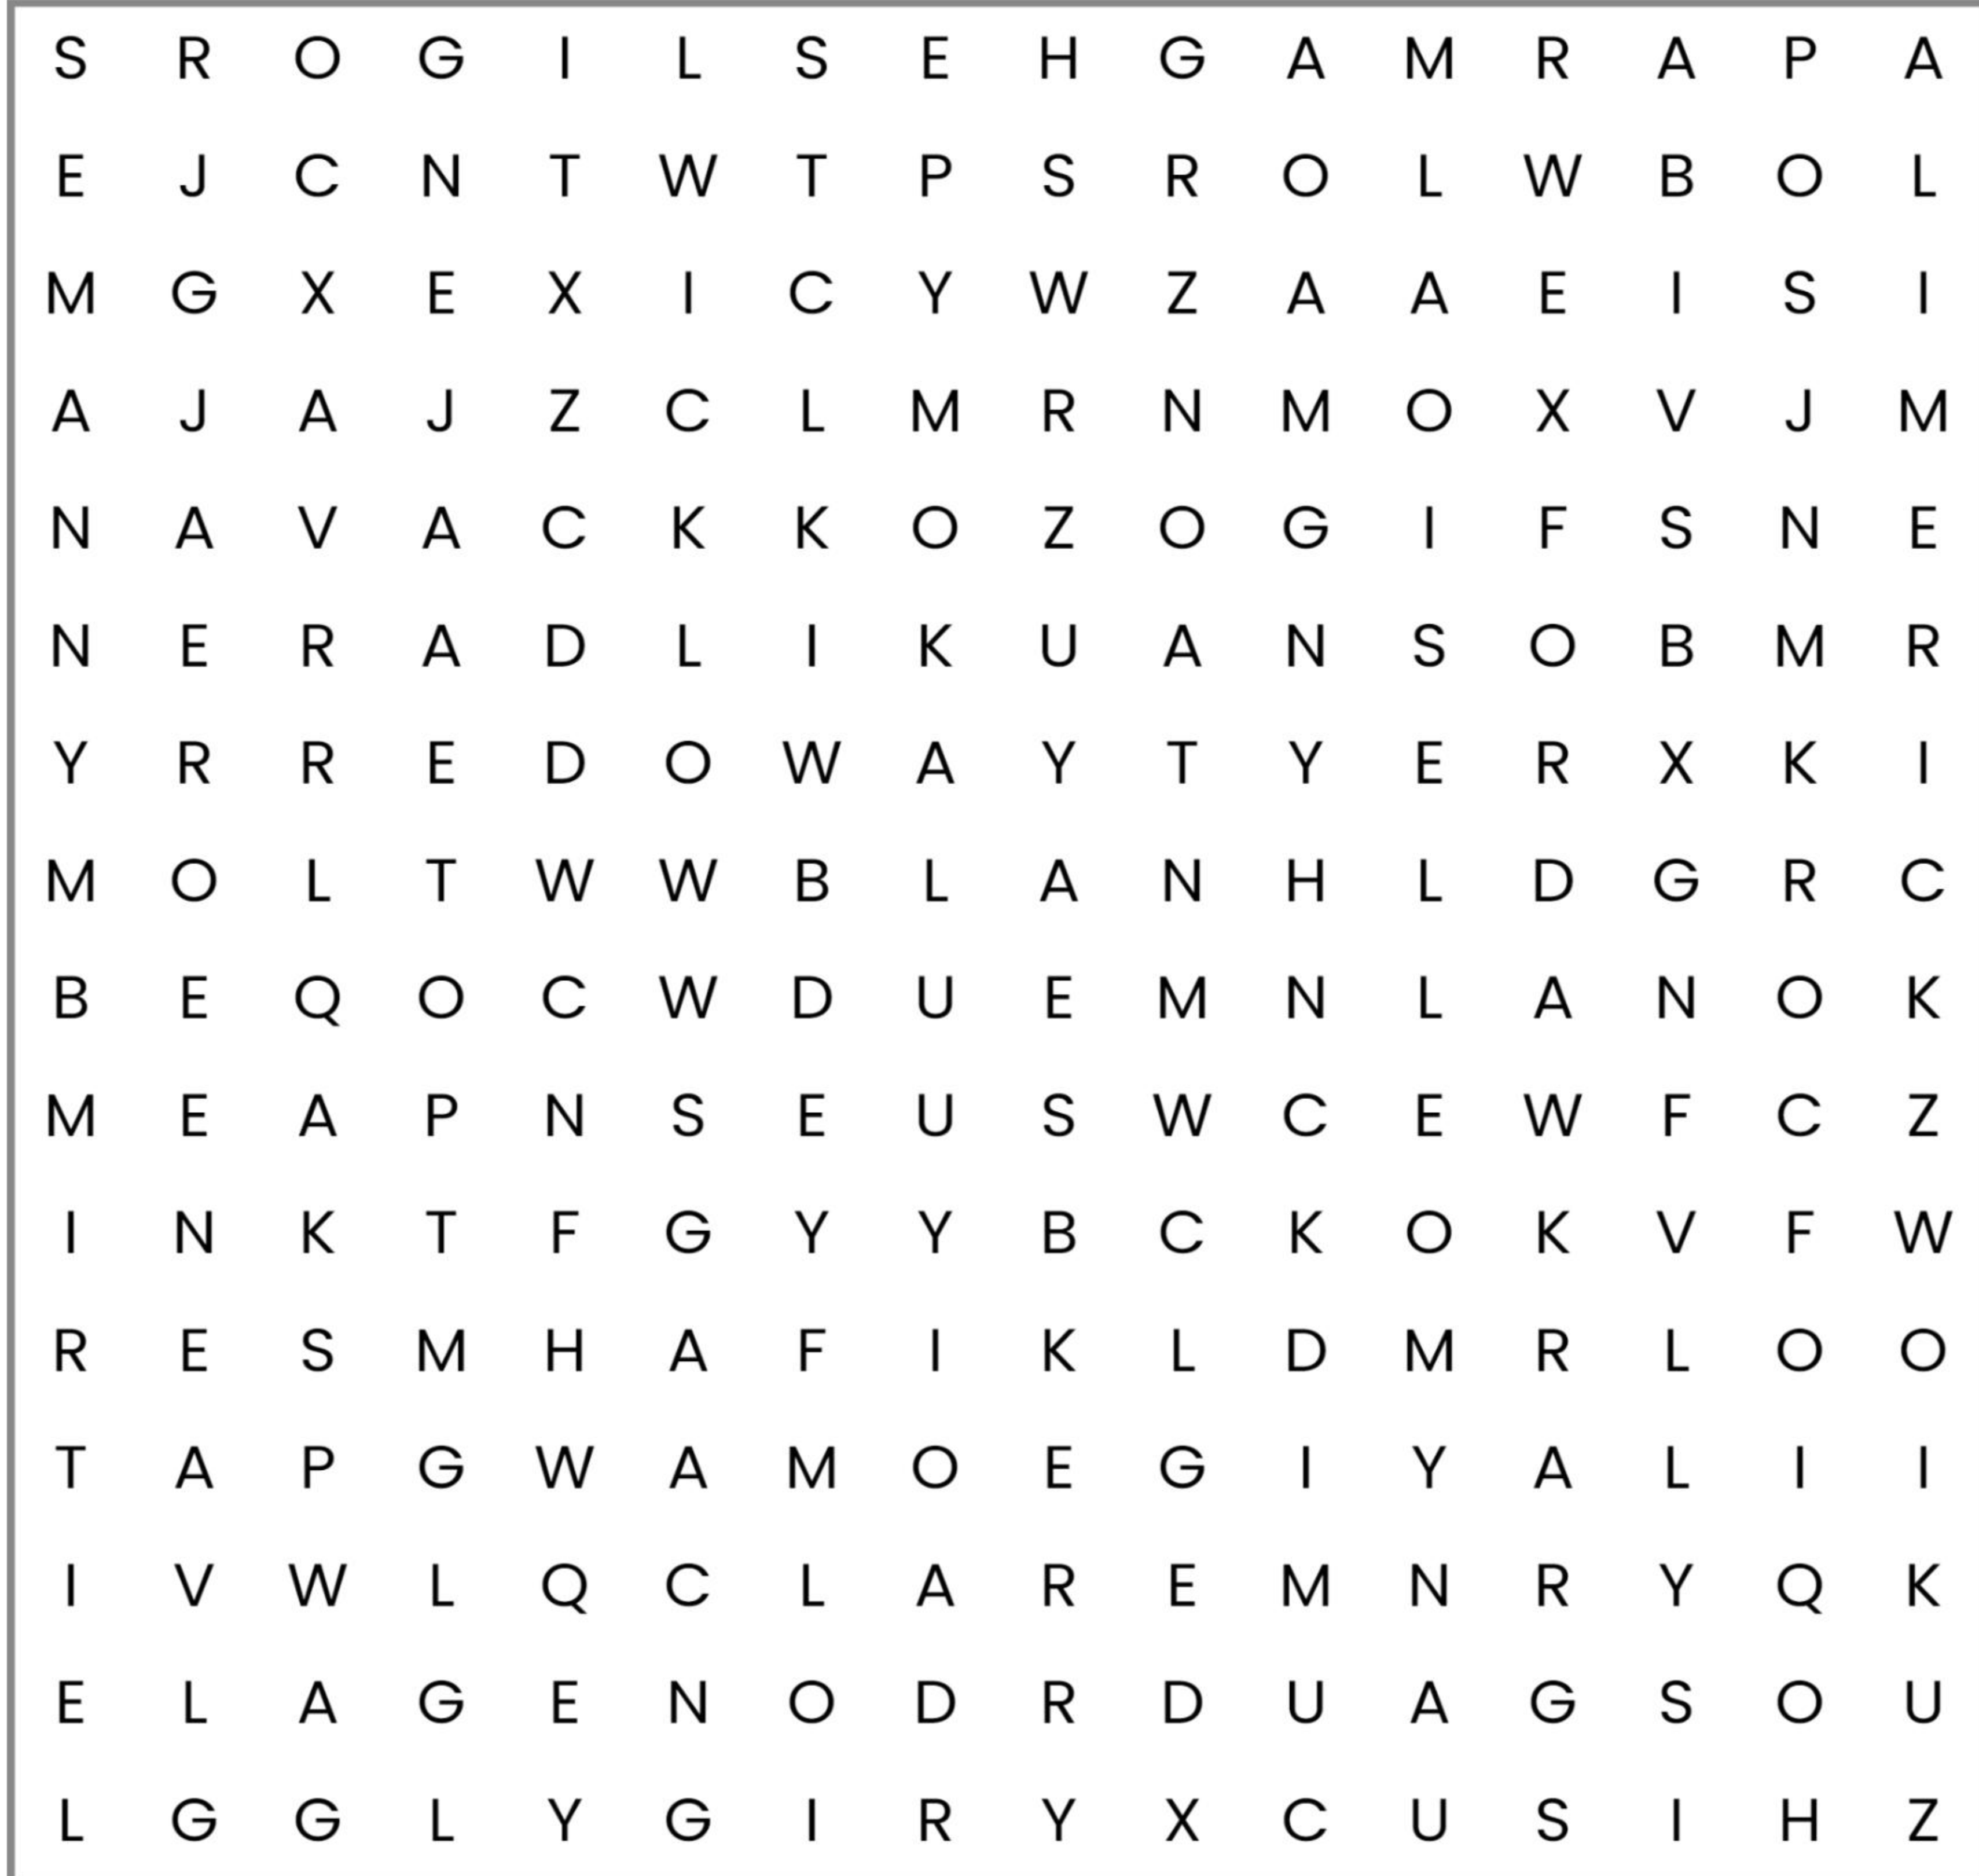 S R O G I L S E H G A M R A P A
E J C N T W T P S R O L W B O L
M G X E X I C Y W Z A A E I S I
A J A J Z C L M R N M O X V J M
N A V A C K K O Z O G I F S N E
N E R A D L I K U A N S O B M R
Y R R E D O W A Y T Y E R X K I
M O L T W W B L A N H L D G R C
B E Q O C W D U E M N L A N O K
M E A P N S E U S W C E W F C Z
I N K T F G Y Y B C K O K V F W
R E S M H A F I K L D M R L O O
T A P G W A M O E G I Y A L I I
I V W L Q C L A R E M N R Y Q K
E L A G E N O D R D U A G S O U
L G G L Y G I R Y X C U S I H Z